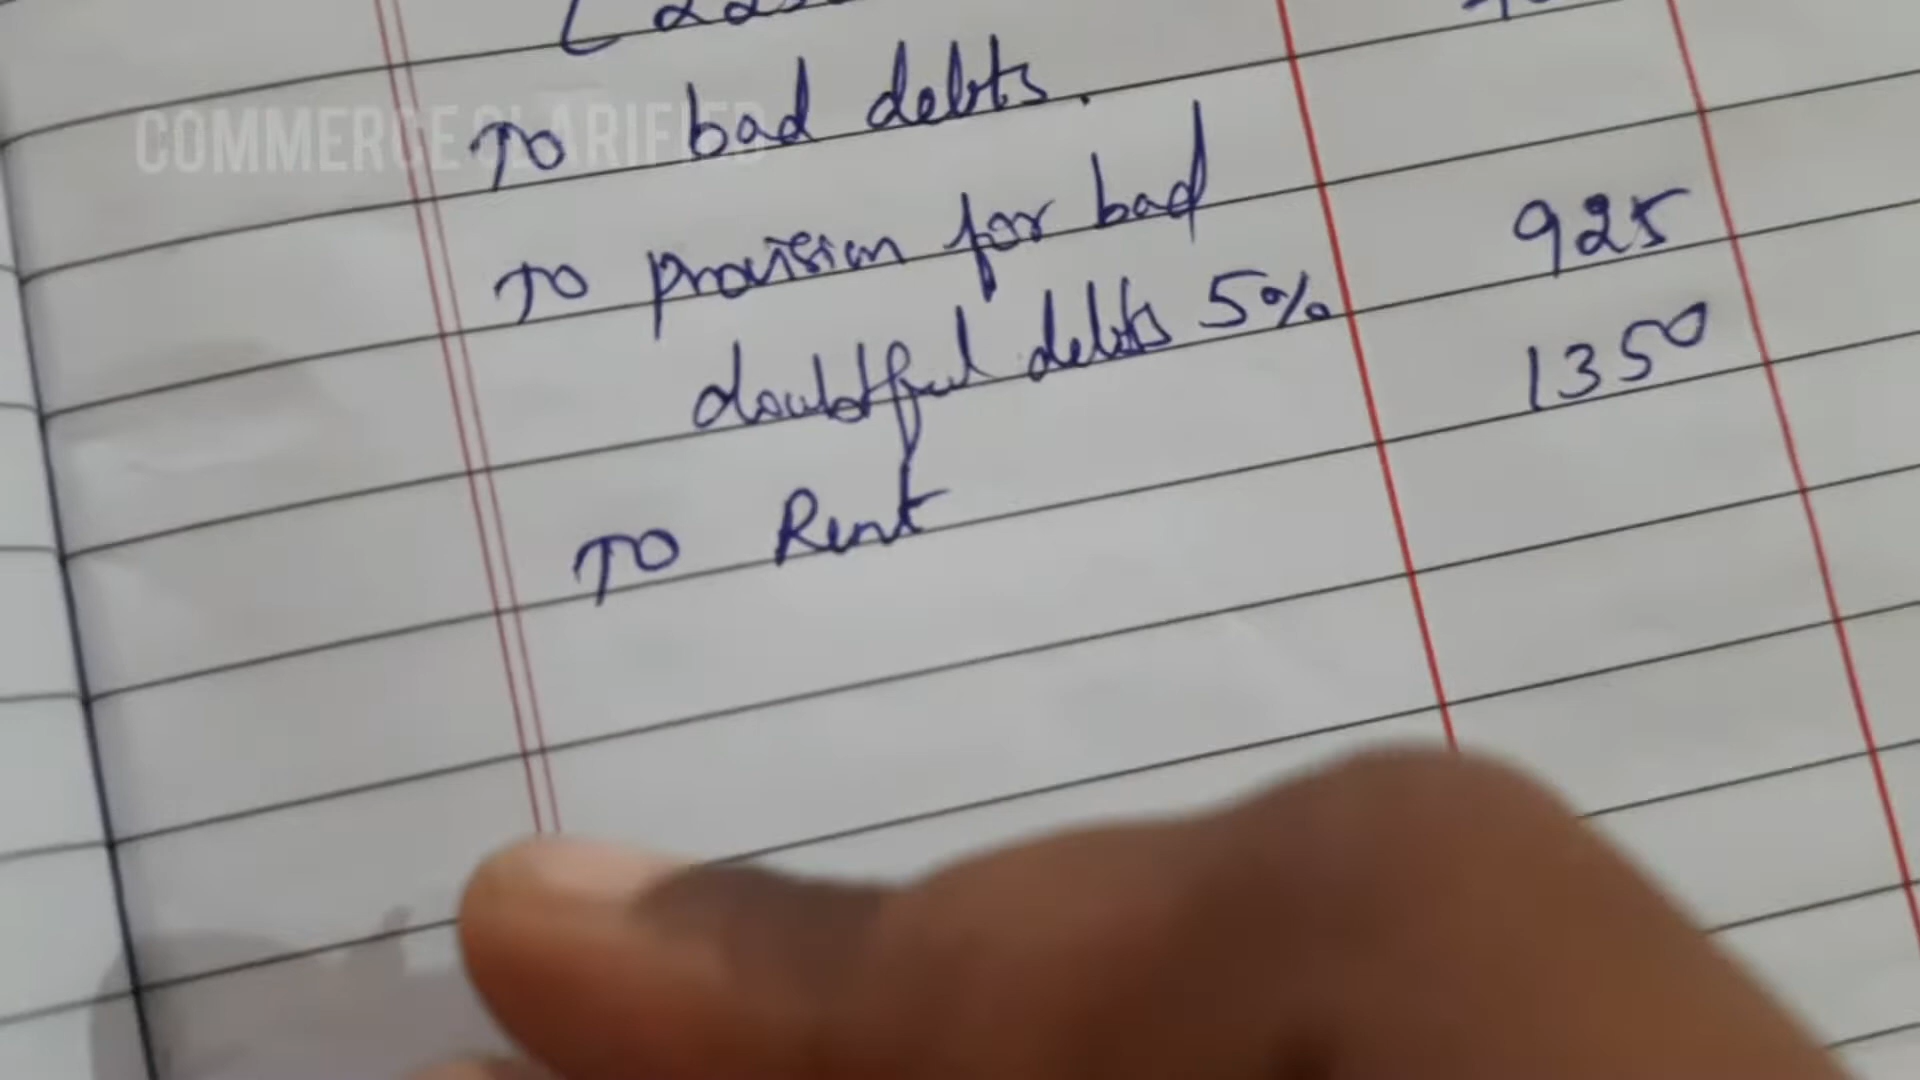 To bad debts.
To provision for bad
925
doubtful debts 5%
1350
To Rent
COMMERCE CLARIFIED